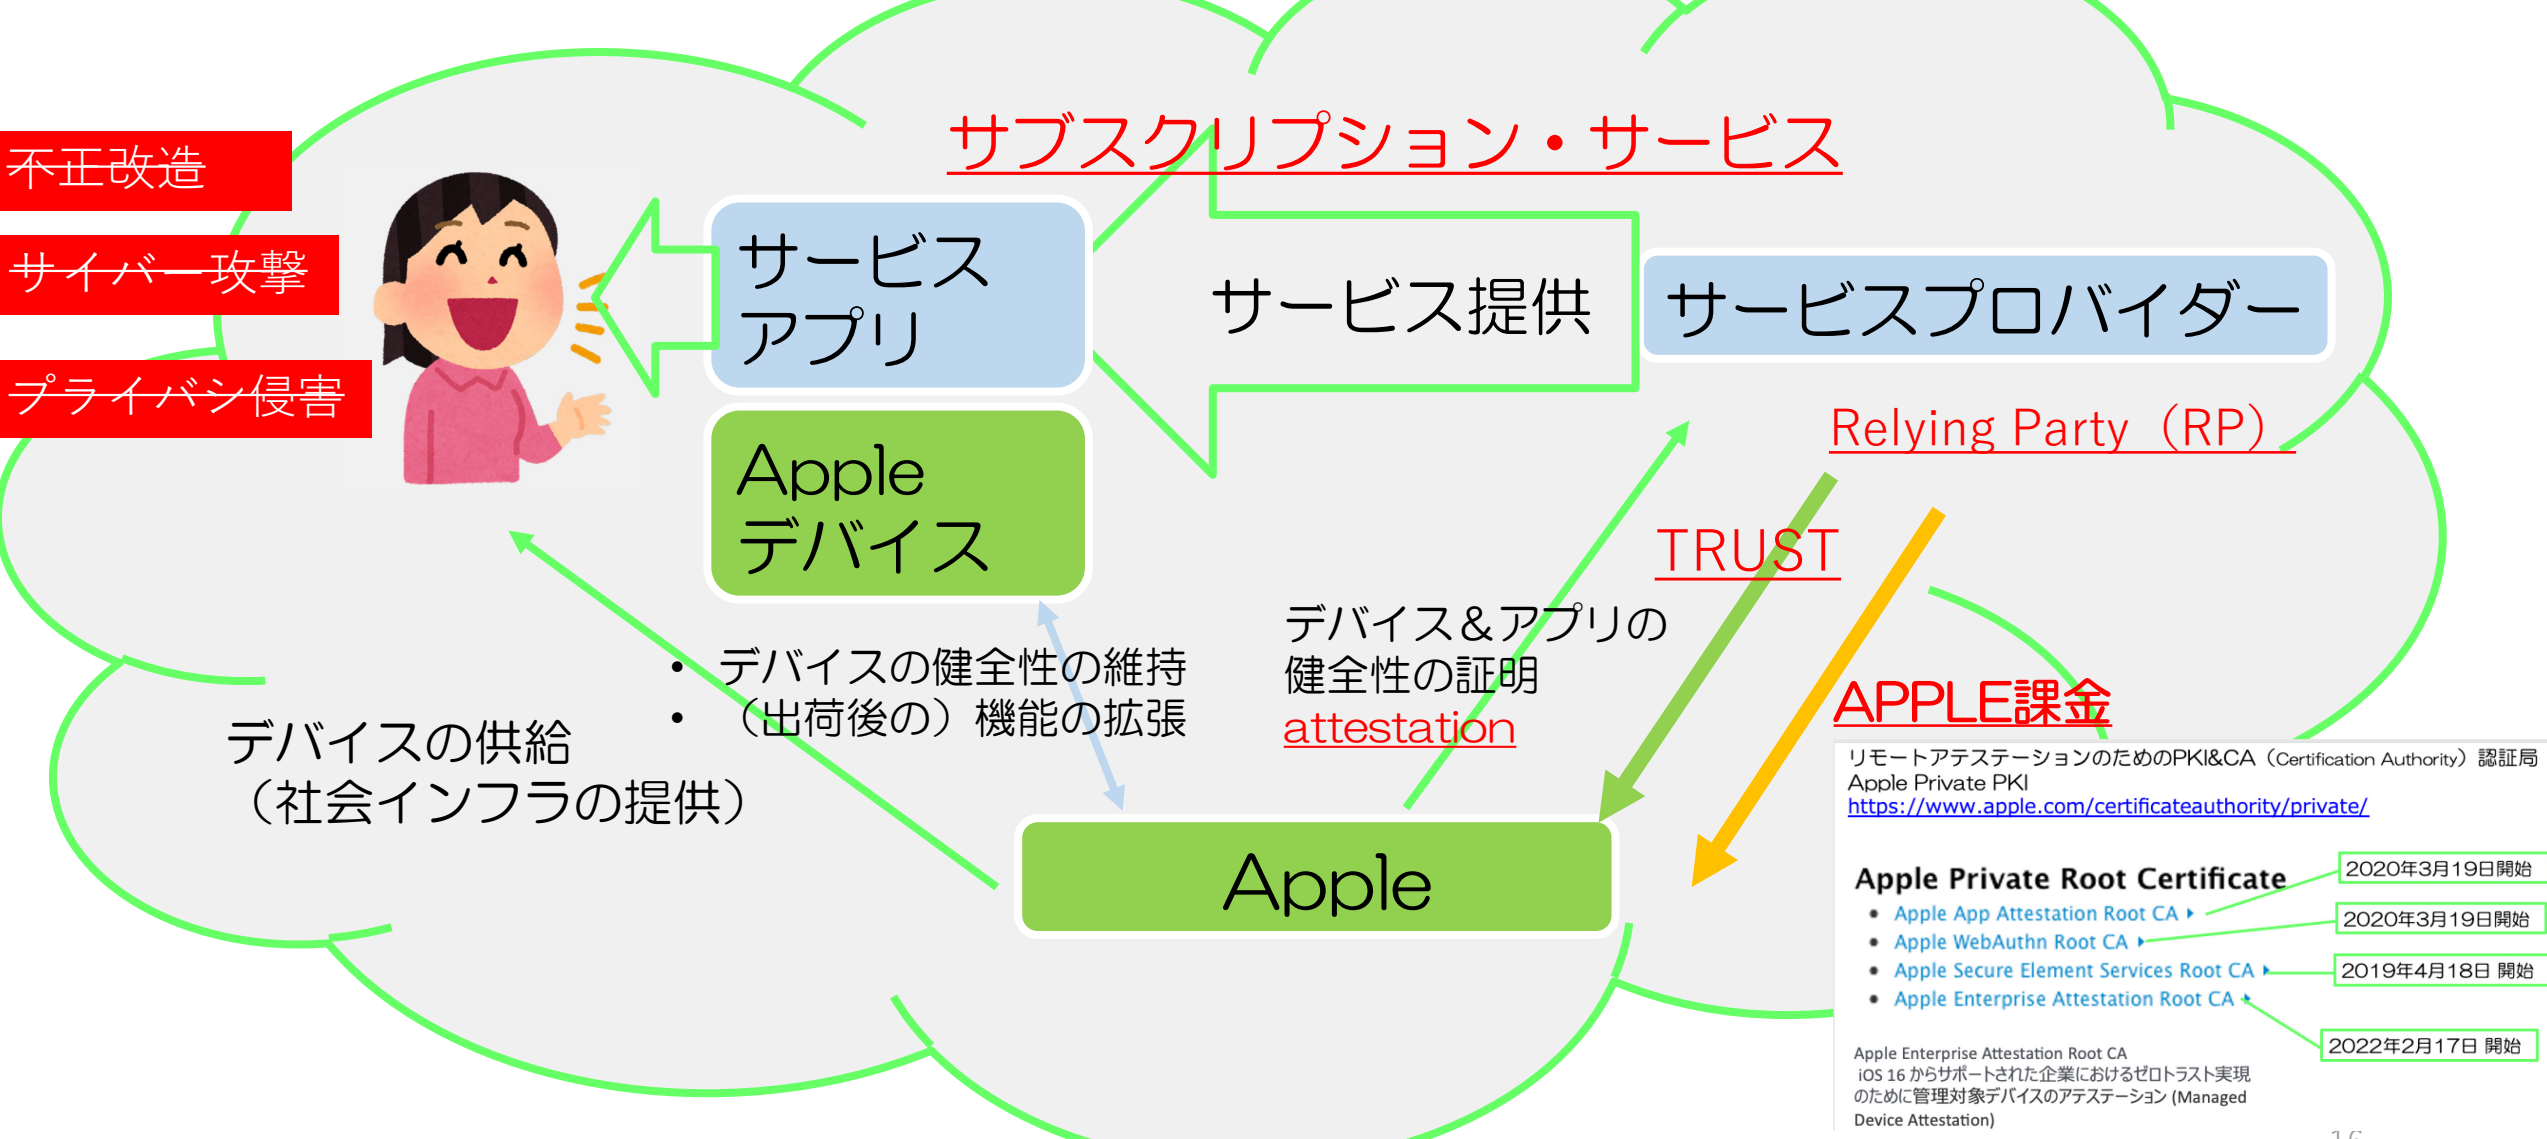 サブスクリプション・サービス
不正改造
サイバー攻撃
プライバシ侵害
サービス
アプリ
サービス提供
サービスプロバイダー
Apple
デバイス
Relying Party（RP）
TRUST
デバイス＆アプリの
健全性の証明
attestation
• デバイスの健全性の維持
• （出荷後の）機能の拡張
デバイスの供給
（社会インフラの提供）
APPLE課金
Apple
リモートアテステーションのためのPKI&CA（Certification Authority）認証局
Apple Private PKI
https://www.apple.com/certificateauthority/private/
Apple Private Root Certificate
2020年3月19日開始
• Apple App Attestation Root CA
2020年3月19日開始
• Apple WebAuthn Root CA
• Apple Secure Element Services Root CA
2019年4月18日 開始
• Apple Enterprise Attestation Root CA
2022年2月17日 開始
Apple Enterprise Attestation Root CA
iOS 16 からサポートされた企業におけるゼロトラスト実現
のために管理対象デバイスのアテステーション (Managed
Device Attestation)